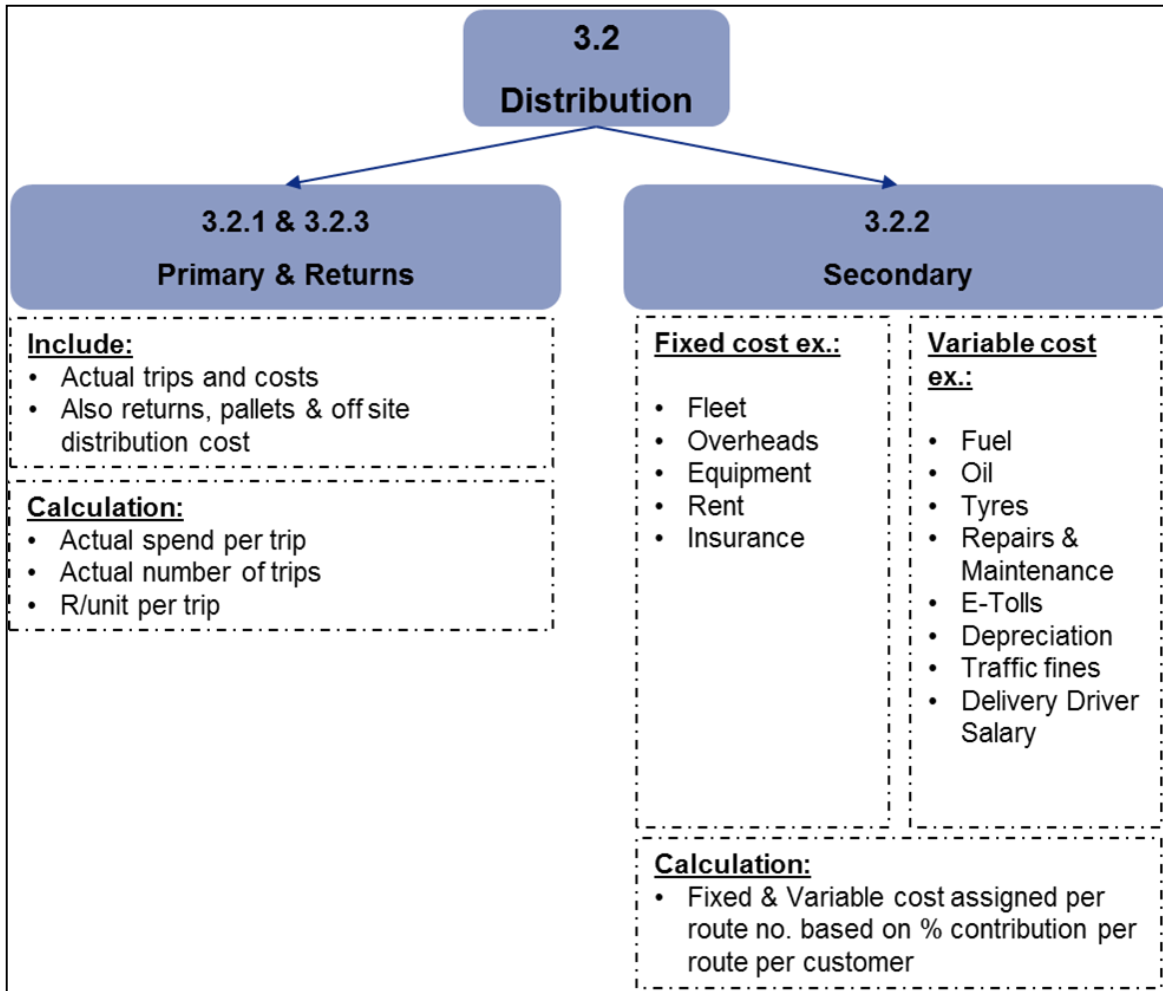 3.2
Distribution
3.2.1 & 3.2.3
Primary & Returns
Include:
• Actual trips and costs
• Also returns, pallets & off site
distribution cost
Calculation:
• Actual spend per trip
• Actual number of trips
• R/unit per trip
3.2.2
Secondary
Fixed cost ex.:
• Fleet
• Overheads
• Equipment
• Rent
• Insurance
Variable cost
ex.:
• Fuel
• Oil
• Tyres
• Repairs &
Maintenance
• E-Tolls
• Depreciation
• Traffic fines
• Delivery Driver
Salary
Calculation:
• Fixed & Variable cost assigned per
route no. based on % contribution per
route per customer